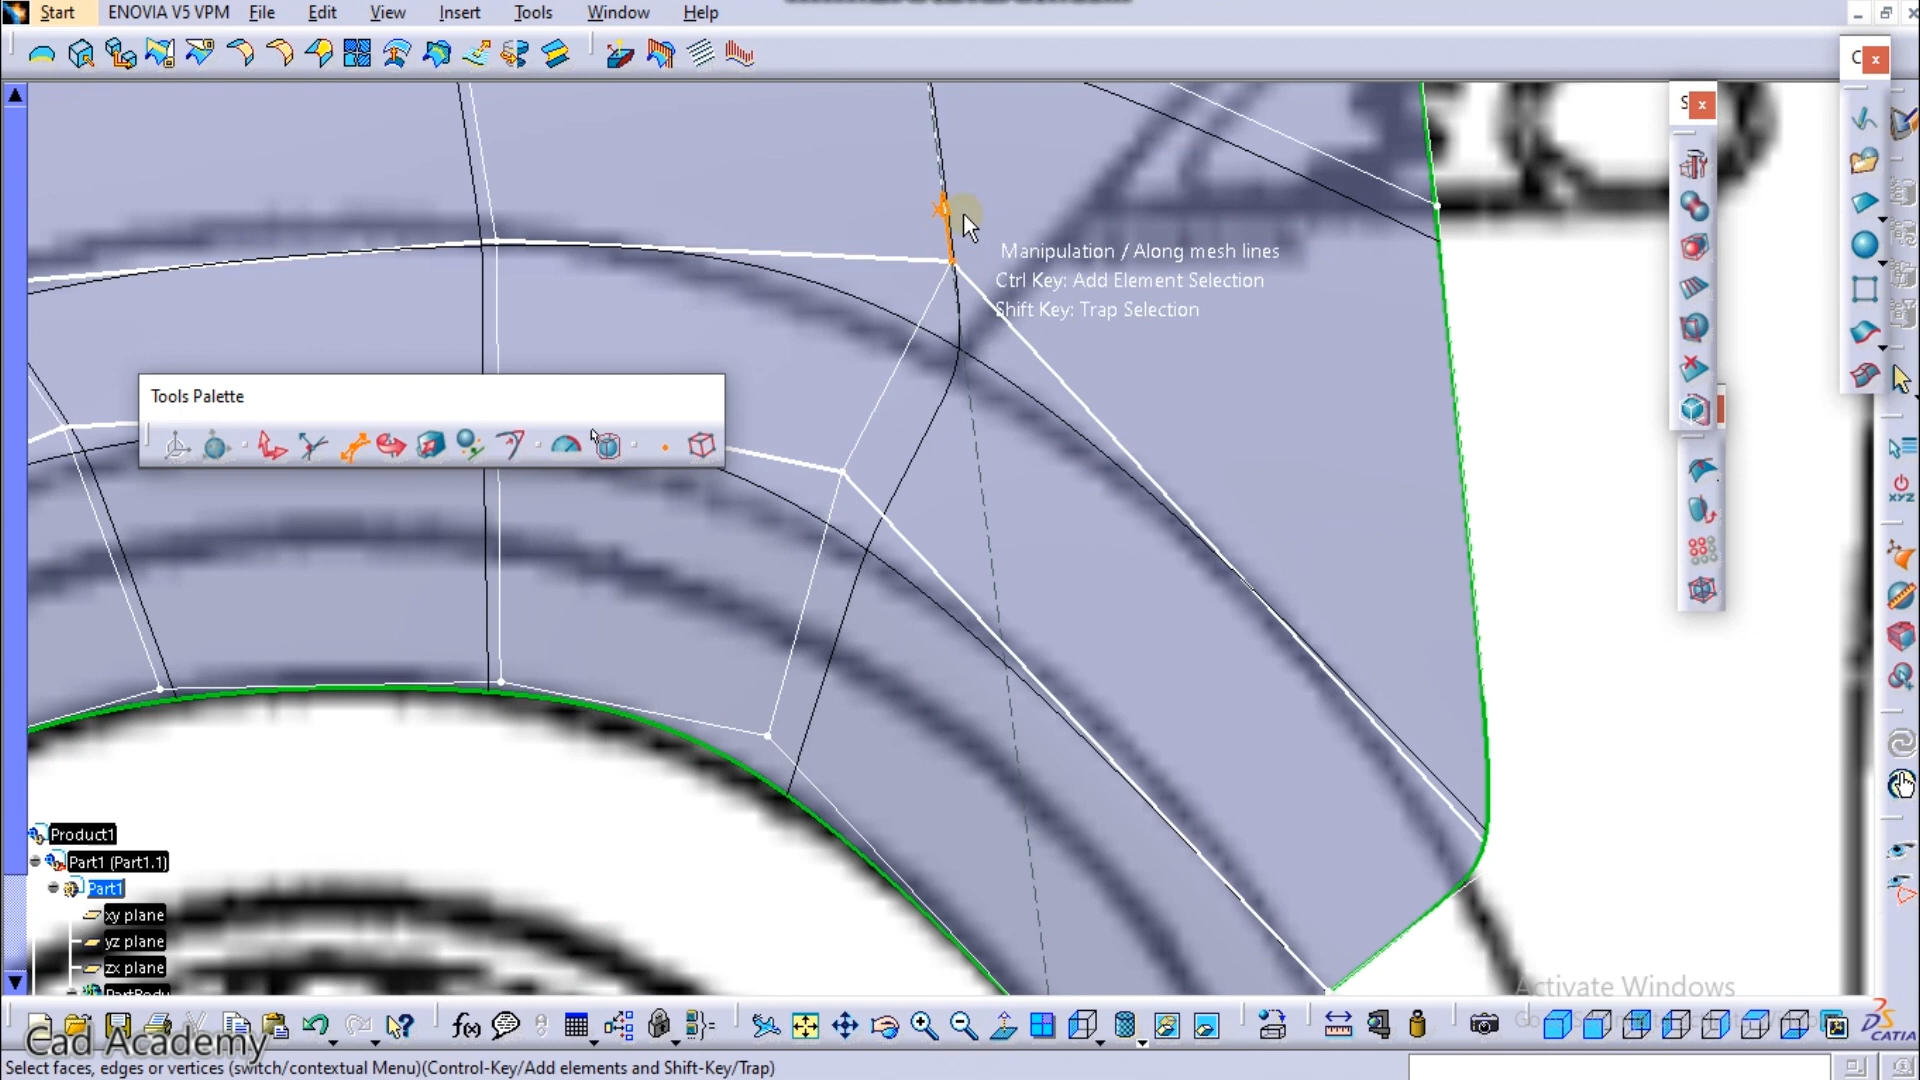 Start ENOVIA V5 VPM File Edit View Insert Tools Window Help
C
S
Manipulation / Along mesh lines
Ctrl Key: Add Element Selection
Shift Key: Trap Selection
Tools Palette
XYZ
Product1
Part1 (Part1.1)
Part1
xy plane
yz plane
zx plane
PartBody
Activate Windows
f(x)
Cad Academy
CATIA
Select faces, edges or vertices (switch/contextual Menu)(Control-Key/Add elements and Shift-Key/Trap)